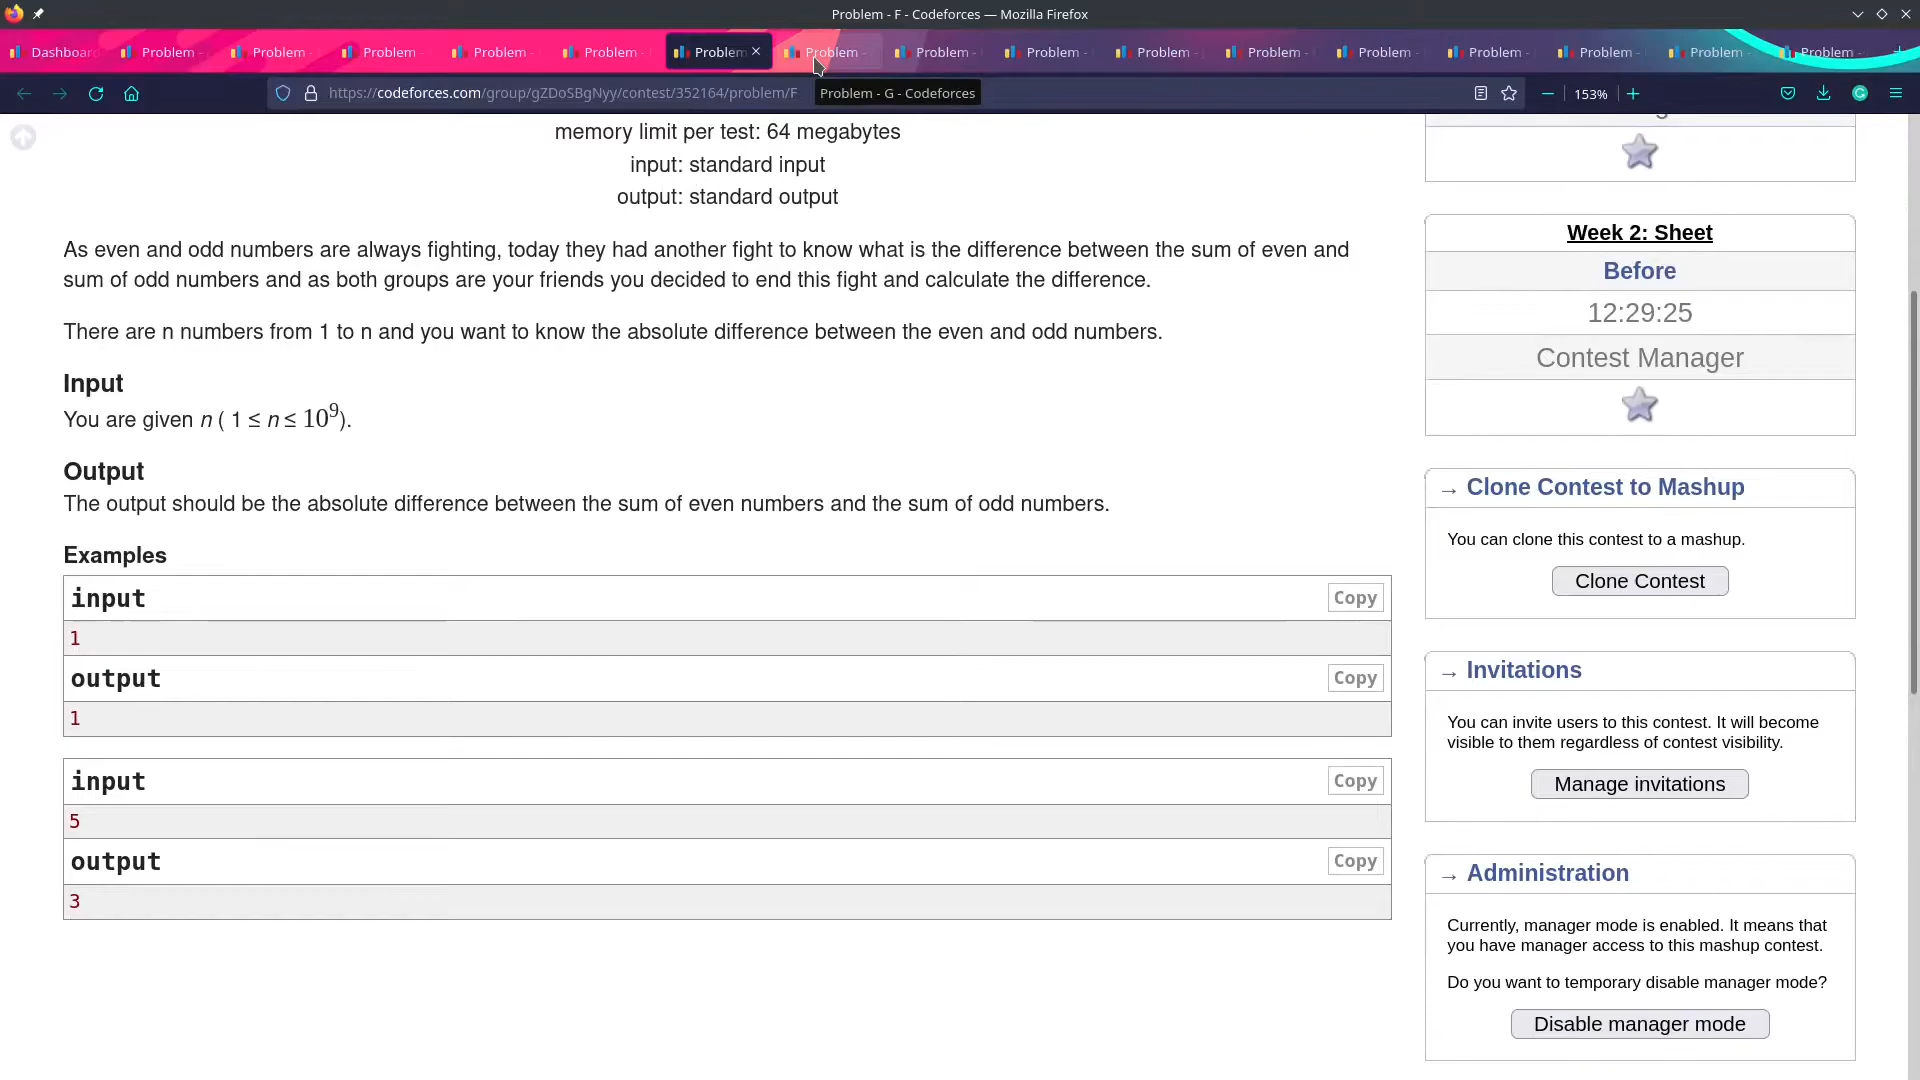 Problem - F - Codeforces — Mozilla Firefox
Dashboar Problem - Problem - Problem - Problem - Problem - Problem Problem - Problem - Problem - Problem - Problem - Problem - Problem - Problem - Problem - Problem -
https://codeforces.com/group/gZDoSBgNyy/contest/352164/problem/F
Problem - G - Codeforces
153%
memory limit per test: 64 megabytes
input: standard input
output: standard output
As even and odd numbers are always fighting, today they had another fight to know what is the difference between the sum of even and
sum of odd numbers and as both groups are your friends you decided to end this fight and calculate the difference.
There are n numbers from 1 to n and you want to know the absolute difference between the even and odd numbers.
Input
You are given n ( 1 ≤ n ≤ 10⁹).
Output
The output should be the absolute difference between the sum of even numbers and the sum of odd numbers.
Examples
input
Copy
1
output
Copy
1
input
Copy
5
output
Copy
3
Week 2: Sheet
Before
12:29:25
Contest Manager
→ Clone Contest to Mashup
You can clone this contest to a mashup.
Clone Contest
→ Invitations
You can invite users to this contest. It will become
visible to them regardless of contest visibility.
Manage invitations
→ Administration
Currently, manager mode is enabled. It means that
you have manager access to this mashup contest.
Do you want to temporary disable manager mode?
Disable manager mode